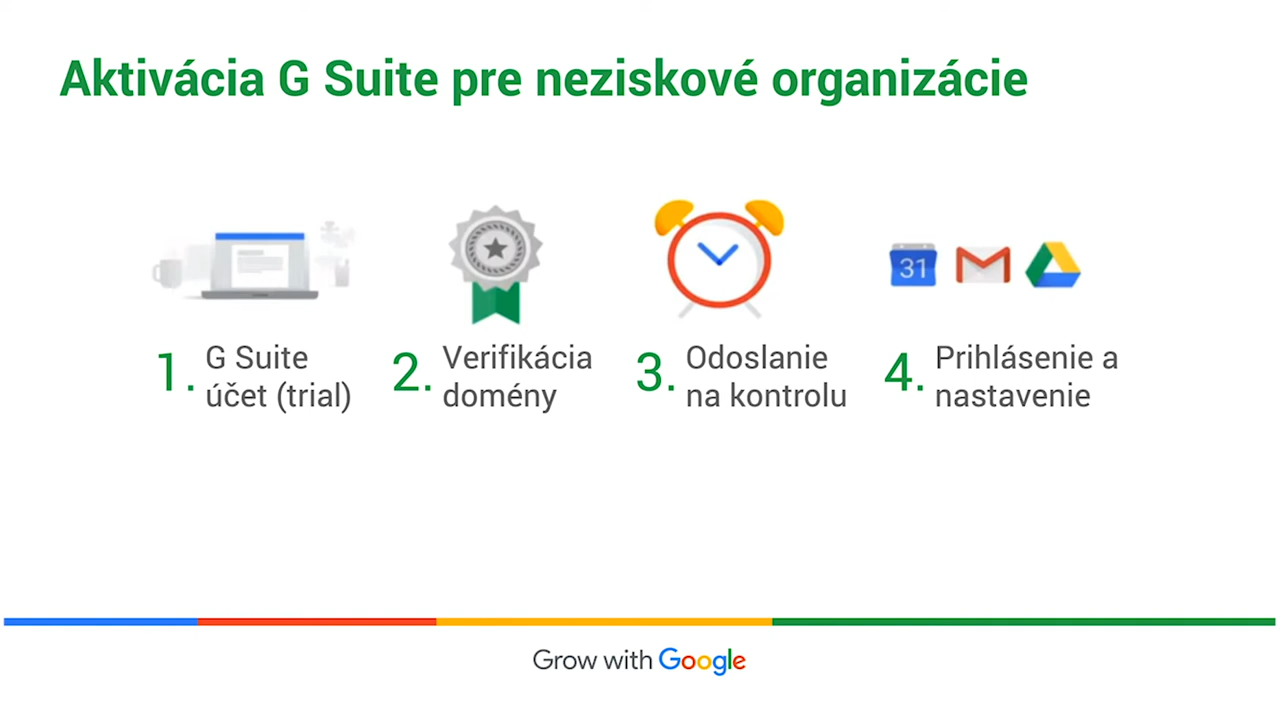 Aktivácia G Suite pre neziskové organizácie
31
1. G Suite
účet (trial)
2. Verifikácia
domény
3. Odoslanie
na kontrolu
4. Prihlásenie a
nastavenie
Grow with Google